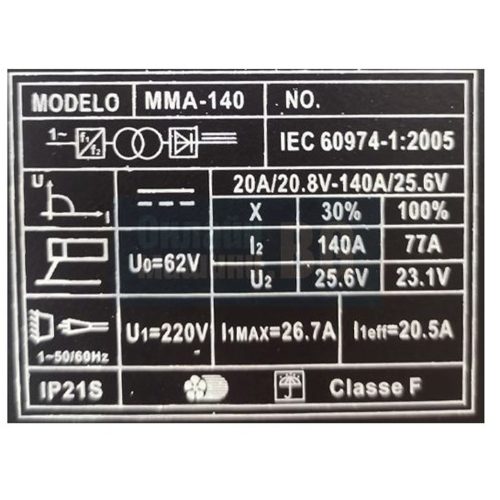 MODELO MMA-140 NO.
1~ f1 f2 IEC 60974-1:2005
U 20A/20.8V-140A/25.6V
X 30% 100%
I2 140A 77A
U0=62V
U2 25.6V 23.1V
U1=220V I1MAX=26.7A I1eff=20.5A
1~50/60Hz
IP21S Classe F